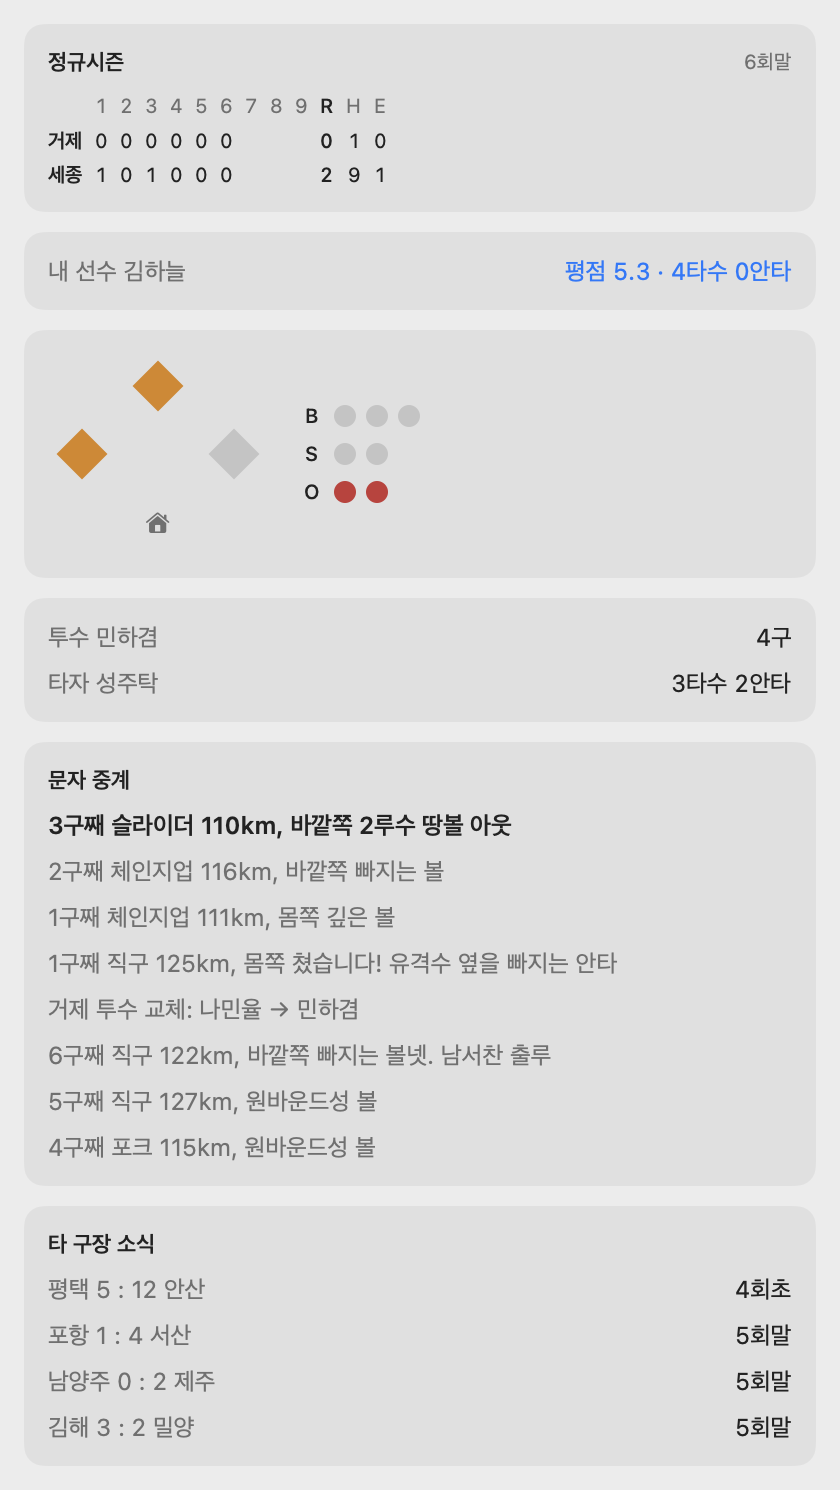 정규시즌 6회말
1 2 3 4 5 6 7 8 9 R H E
거제 0 0 0 0 0 0 0 1 0
세종 1 0 1 0 0 0 2 9 1
내 선수 김하늘 평점 5.3 · 4타수 0안타
B
S
O
투수 민하겸 4구
타자 성주탁 3타수 2안타
문자 중계
3구째 슬라이더 110km, 바깥쪽 2루수 땅볼 아웃
2구째 체인지업 116km, 바깥쪽 빠지는 볼
1구째 체인지업 111km, 몸쪽 깊은 볼
1구째 직구 125km, 몸쪽 쳤습니다! 유격수 옆을 빠지는 안타
거제 투수 교체: 나민율 → 민하겸
6구째 직구 122km, 바깥쪽 빠지는 볼넷. 남서찬 출루
5구째 직구 127km, 원바운드성 볼
4구째 포크 115km, 원바운드성 볼
타 구장 소식
평택 5 : 12 안산 4회초
포항 1 : 4 서산 5회말
남양주 0 : 2 제주 5회말
김해 3 : 2 밀양 5회말